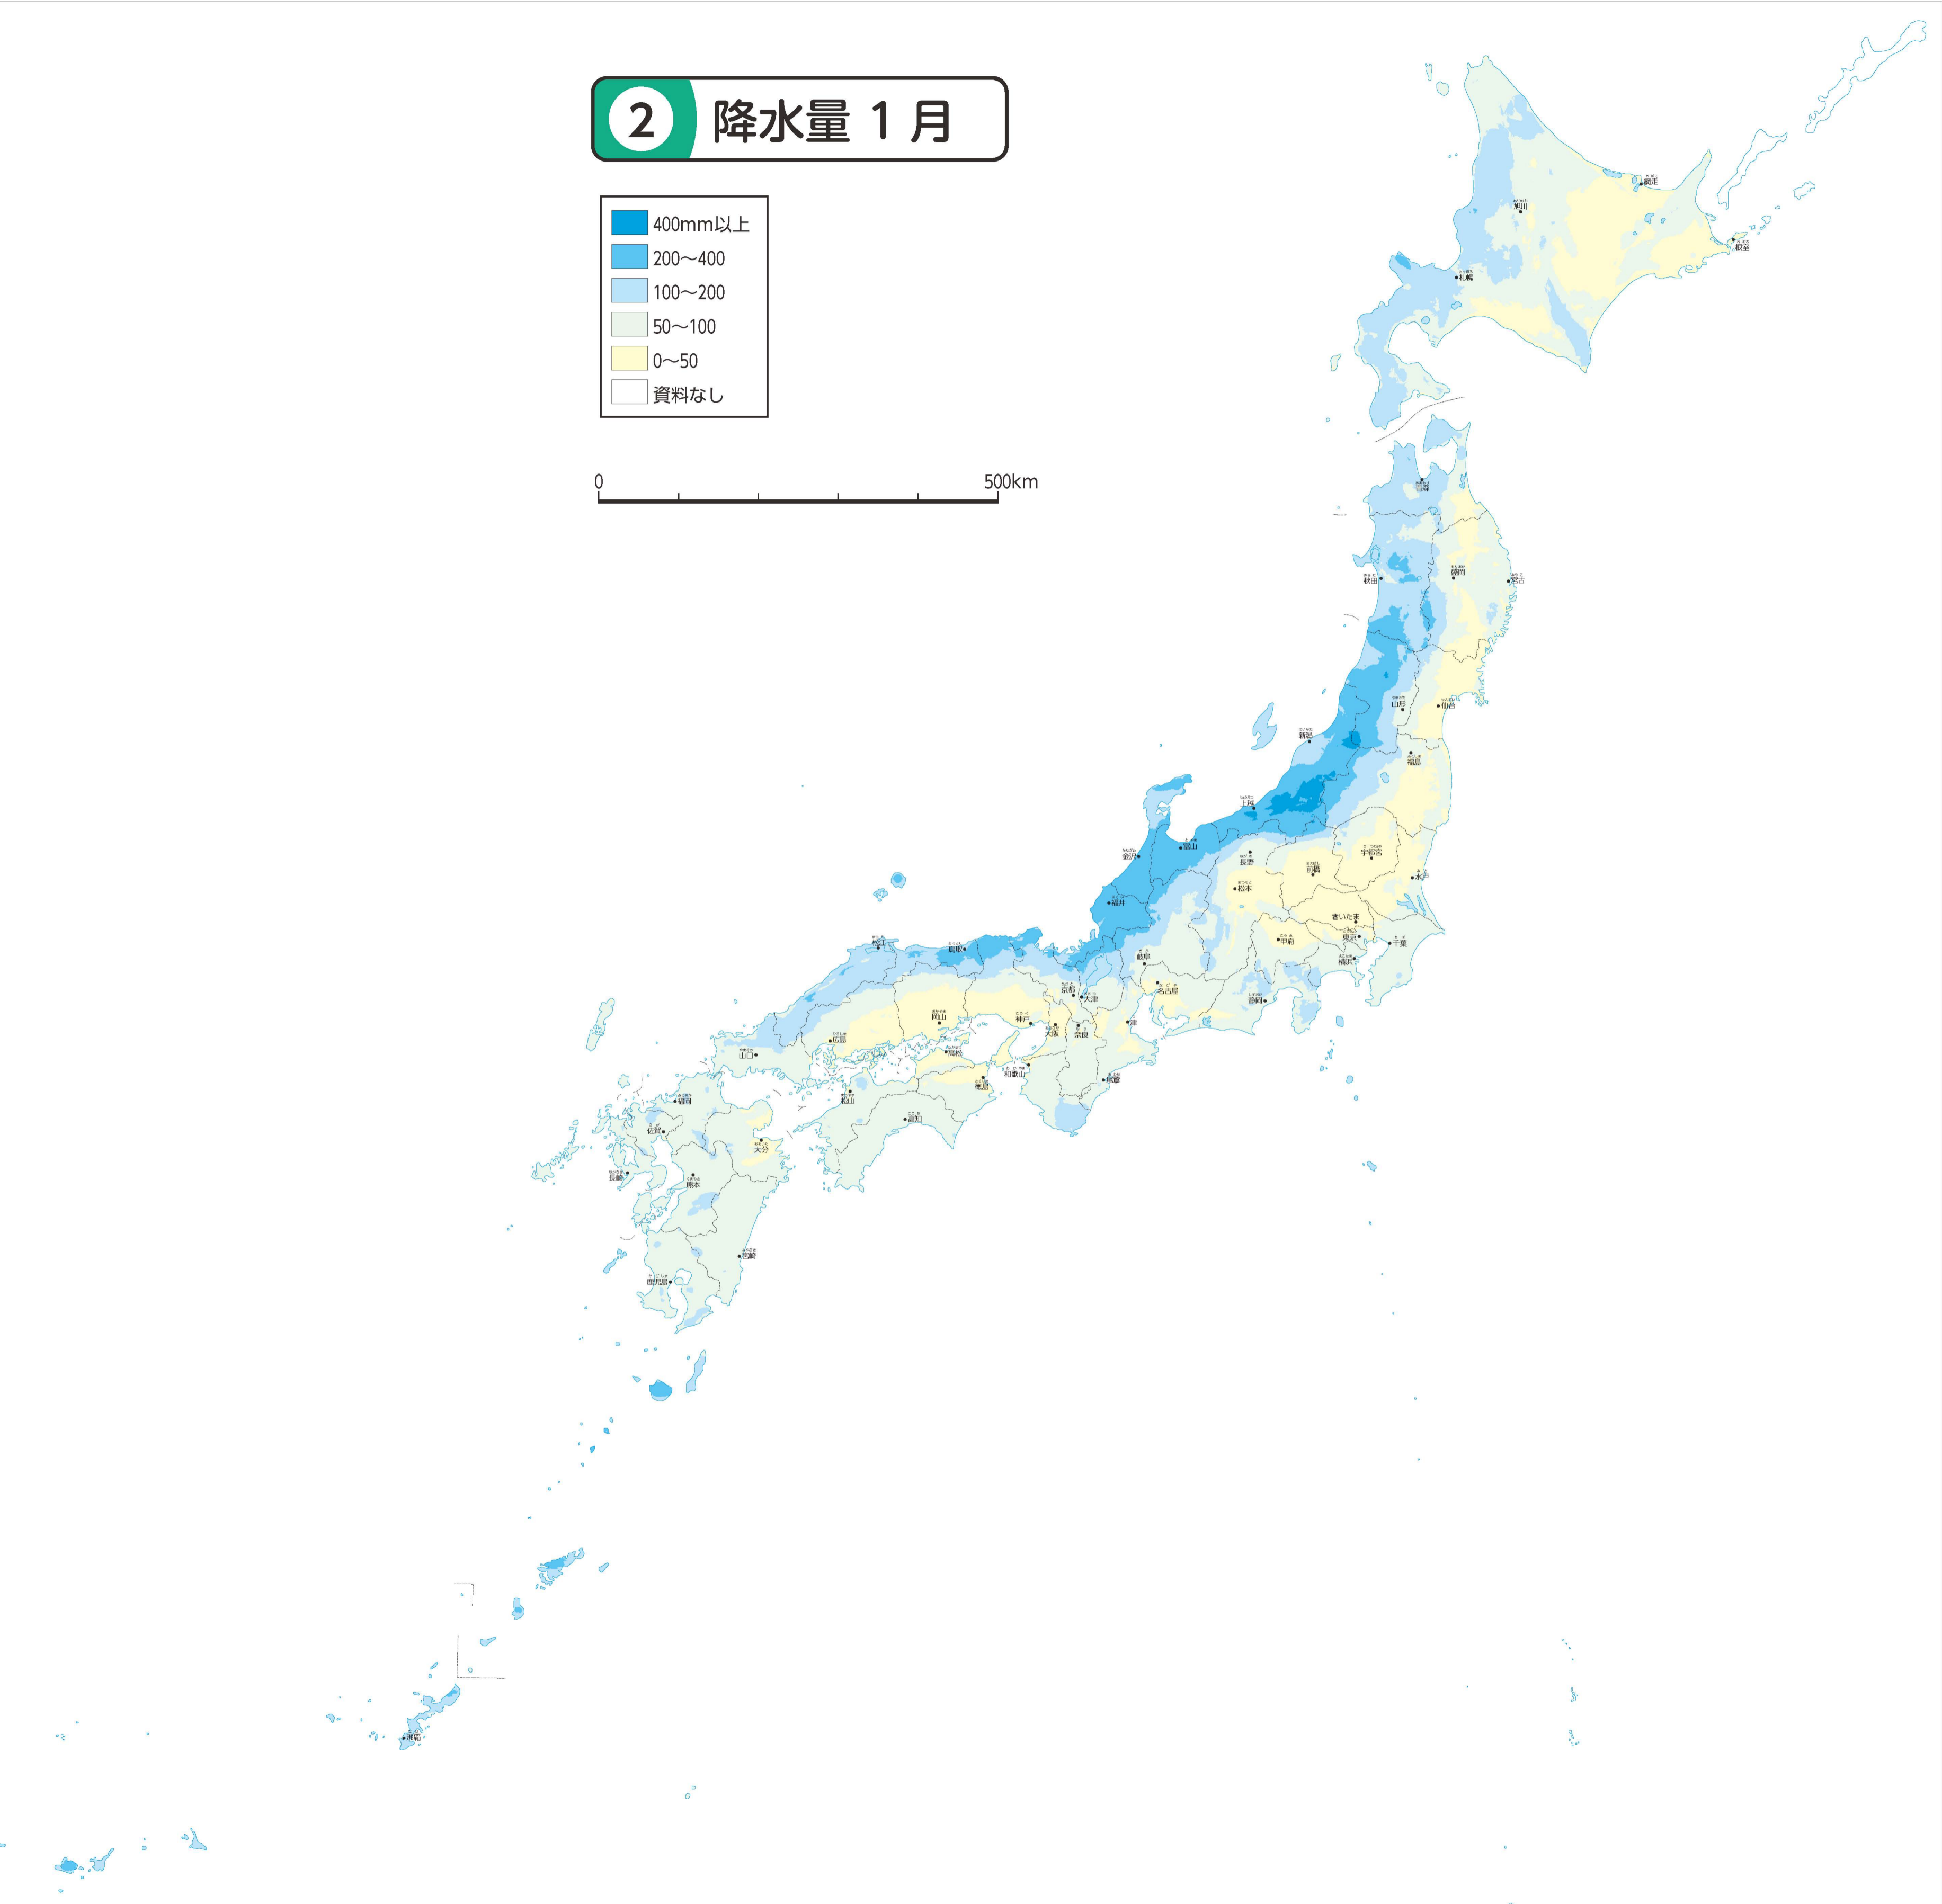 2 降水量 1 月
400mm以上
200〜400
100〜200
50〜100
0〜50
資料なし
0 500km
網走
旭川
根室
札幌
青森
盛岡
秋田
宮古
山形
仙台
新潟
福島
上越
富山
金沢
長野
宇都宮
前橋
水戸
松本
福井
さいたま
東京
甲府
千葉
松江
鳥取
岐阜
横浜
名古屋
京都
大津
静岡
岡山
神戸
大阪
奈良
津
広島
高松
山口
和歌山
徳島
尾鷲
松山
福岡
高知
佐賀
大分
長崎
熊本
宮崎
鹿児島
那覇